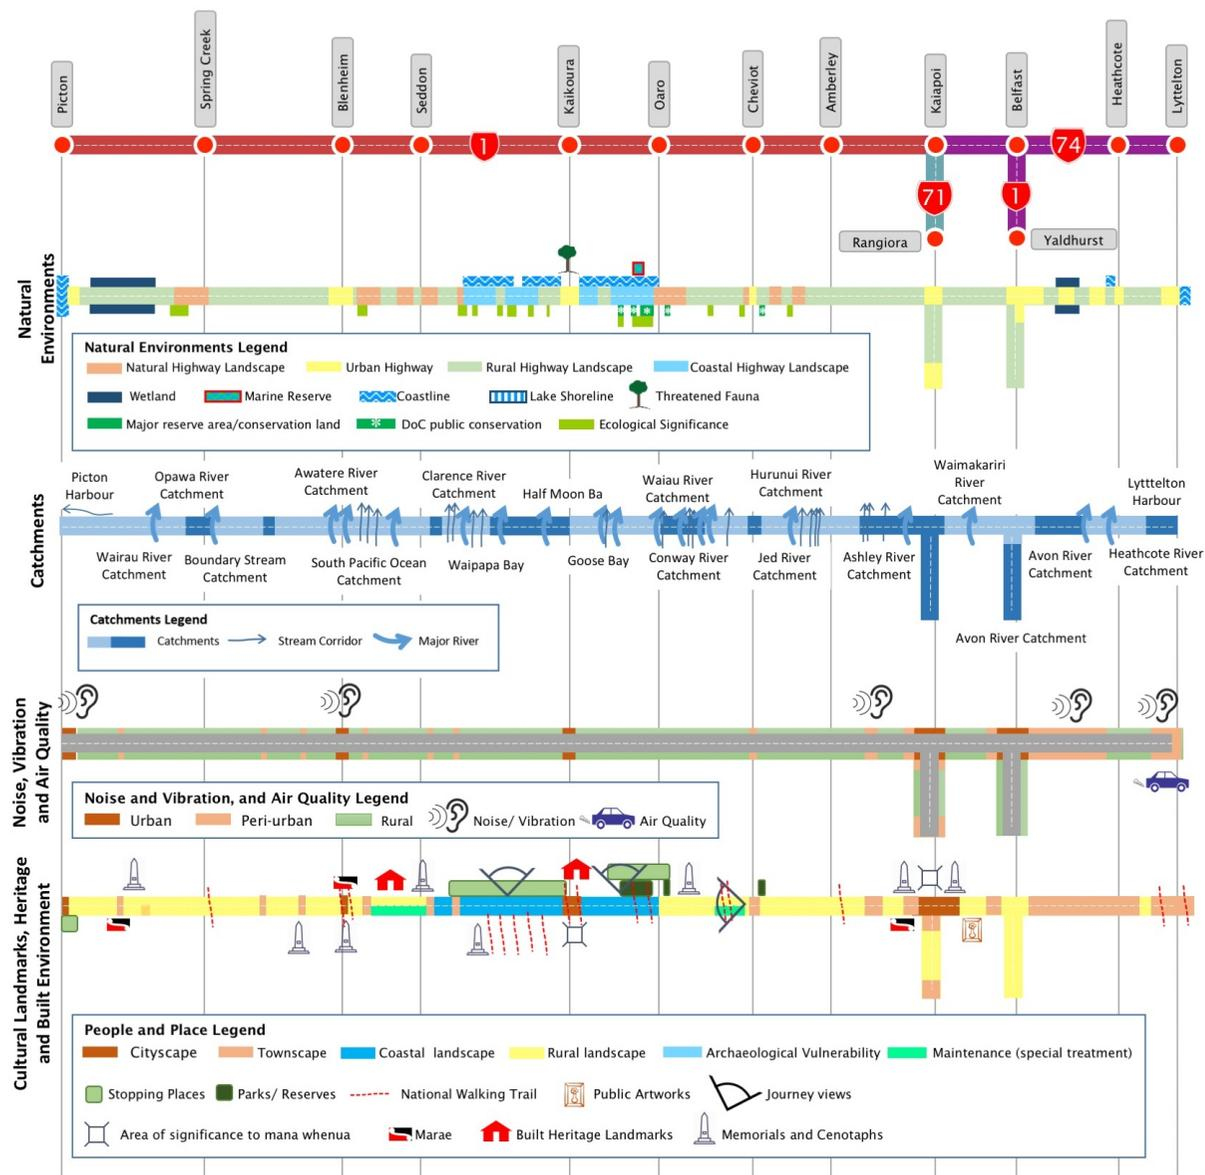 Picton
Spring Creek
Blenheim
Seddon
Kaikoura
Oaro
Cheviot
Amberley
Kaiapoi
Belfast
Heathcote
Lyttelton
1
74
71
1
Rangiora
Yaldhurst
Natural
Environments
Natural Environments Legend
Natural Highway Landscape
Urban Highway
Rural Highway Landscape
Coastal Highway Landscape
Wetland
Marine Reserve
Coastline
Lake Shoreline
Threatened Fauna
Major reserve area/conservation land
DoC public conservation
Ecological Significance
Catchments
Picton
Harbour
Opawa River
Catchment
Awatere River
Catchment
Clarence River
Catchment
Half Moon Ba
Waiau River
Catchment
Hurunui River
Catchment
Waimakariri
River
Catchment
Lytttelton
Harbour
Wairau River
Catchment
Boundary Stream
Catchment
South Pacific Ocean
Catchment
Waipapa Bay
Goose Bay
Conway River
Catchment
Jed River
Catchment
Ashley River
Catchment
Avon River
Catchment
Heathcote River
Catchment
Avon River Catchment
Catchments Legend
Catchments
Stream Corridor
Major River
Noise, Vibration
and Air Quality
Noise and Vibration, and Air Quality Legend
Urban
Peri-urban
Rural
Noise/ Vibration
Air Quality
Cultural Landmarks, Heritage
and Built Environment
People and Place Legend
Cityscape
Townscape
Coastal landscape
Rural landscape
Archaeological Vulnerability
Maintenance (special treatment)
Stopping Places
Parks/ Reserves
National Walking Trail
Public Artworks
Journey views
Area of significance to mana whenua
Marae
Built Heritage Landmarks
Memorials and Cenotaphs